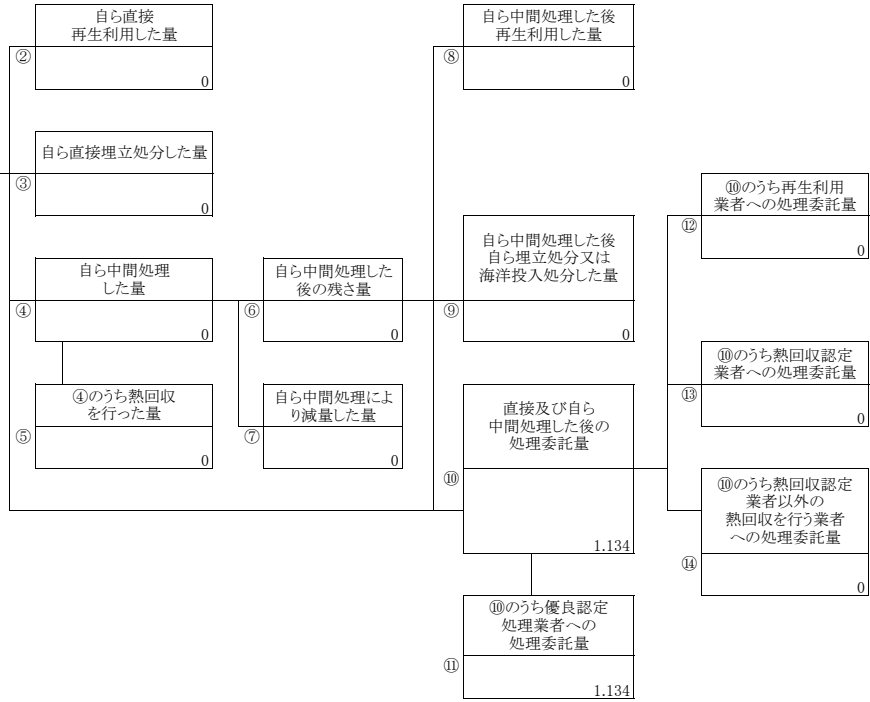 自ら直接
再生利用した量
②
0
自ら直接埋立処分した量
③
0
自ら中間処理
した量
④
0
④のうち熱回収
を行った量
⑤
0
自ら中間処理した
後の残さ量
⑥
0
自ら中間処理によ
り減量した量
⑦
0
自ら中間処理した後
再生利用した量
⑧
0
自ら中間処理した後
自ら埋立処分又は
海洋投入処分した量
⑨
0
直接及び自ら
中間処理した後の
処理委託量
⑩
1.134
⑩のうち優良認定
処理業者への
処理委託量
⑪
1.134
⑩のうち再生利用
業者への処理委託量
⑫
0
⑩のうち熱回収認定
業者への処理委託量
⑬
0
⑩のうち熱回収認定
業者以外の
熱回収を行う業者
への処理委託量
⑭
0